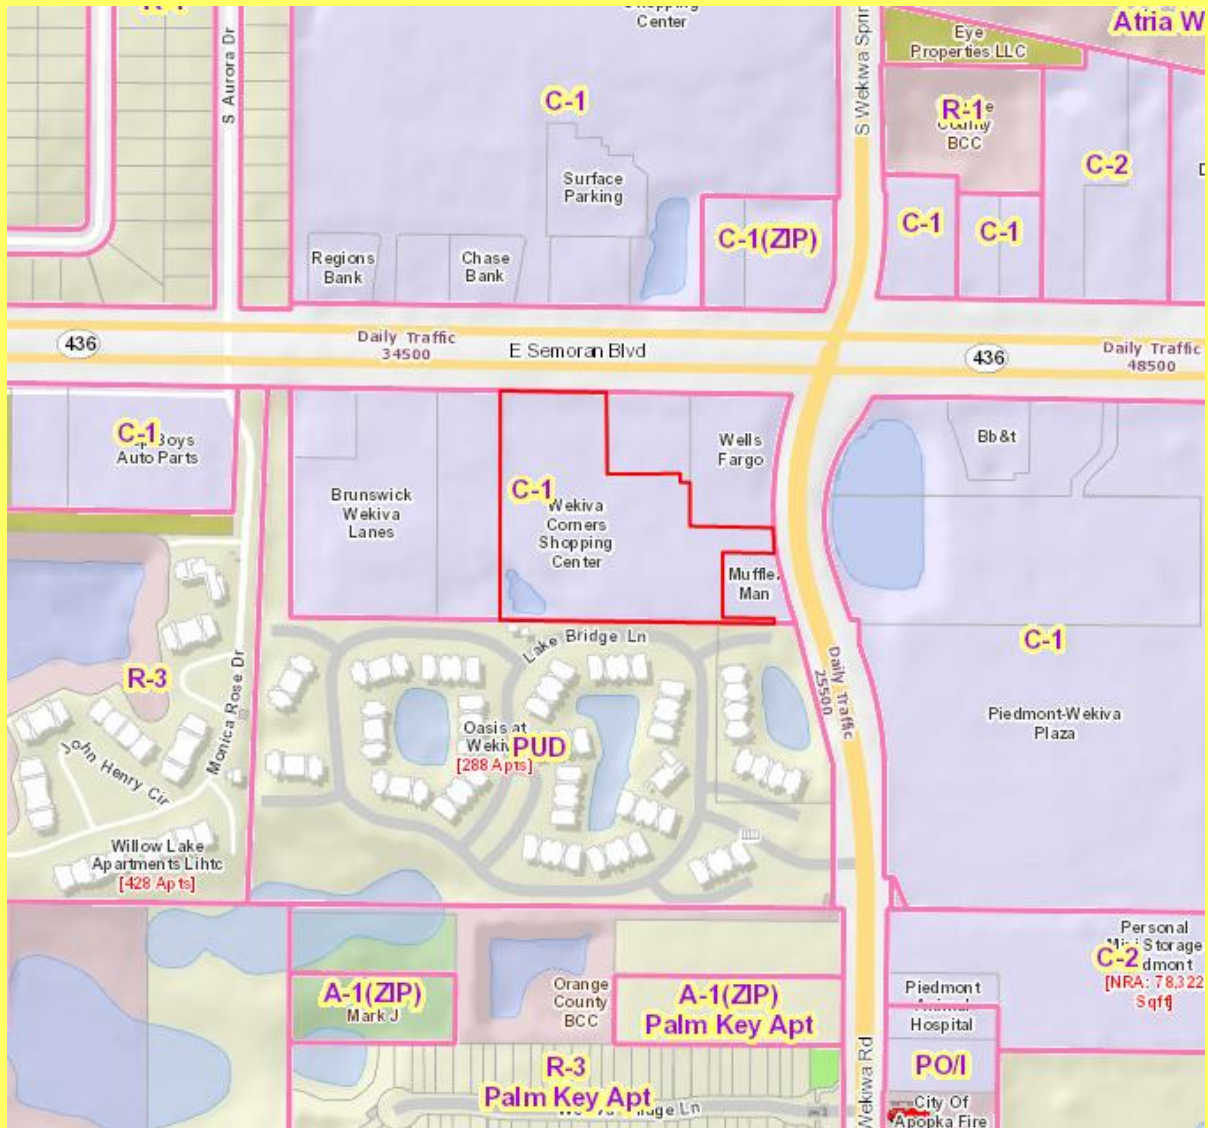 Center
Eye
Properties LLC
Atria W
S Aurora Dr
S Wekiwa Sprin
C-1
R-1
County
BCC
C-2
Surface
Parking
C-1(ZIP)
C-1
C-1
Regions
Bank
Chase
Bank
436
Daily Traffic
34500
E Semoran Blvd
436
Daily Traffic
48500
C-1
Boys
Auto Parts
Wells
Fargo
Bb&t
Brunswick
Wekiva
Lanes
C-1
Wekiva
Corners
Shopping
Center
Muffler
Man
Lake Bridge Ln
C-1
R-3
Monica Rose Dr
Daily Traffic
25500
Piedmont-Wekiva
Plaza
John Henry Cir
Oasis at
PUD
[288 Apts]
Willow Lake
Apartments Lihtc
[428 Apts]
Personal
Storage
C-2
dmont
[NRA: 78,322
Sqft]
A-1(ZIP)
Mark J
Orange
County
BCC
A-1(ZIP)
Palm Key Apt
Piedmont
Hospital
Wekiwa Rd
R-3
Palm Key Apt
PO/I
City Of
Apopka Fire